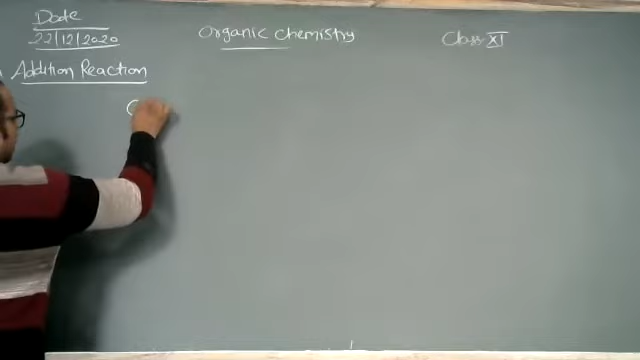 Date
22/12/2020
Organic Chemistry
Class XI
Addition Reaction
C